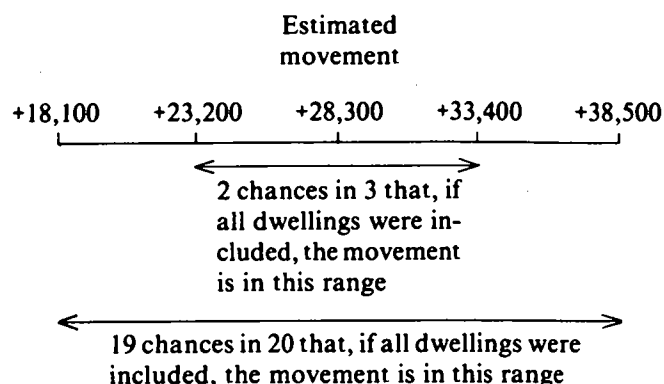 Estimated
movement
+18,100 +23,200 +28,300 +33,400 +38,500
2 chances in 3 that, if
all dwellings were in-
cluded, the movement
is in this range
19 chances in 20 that, if all dwellings were
included, the movement is in this range